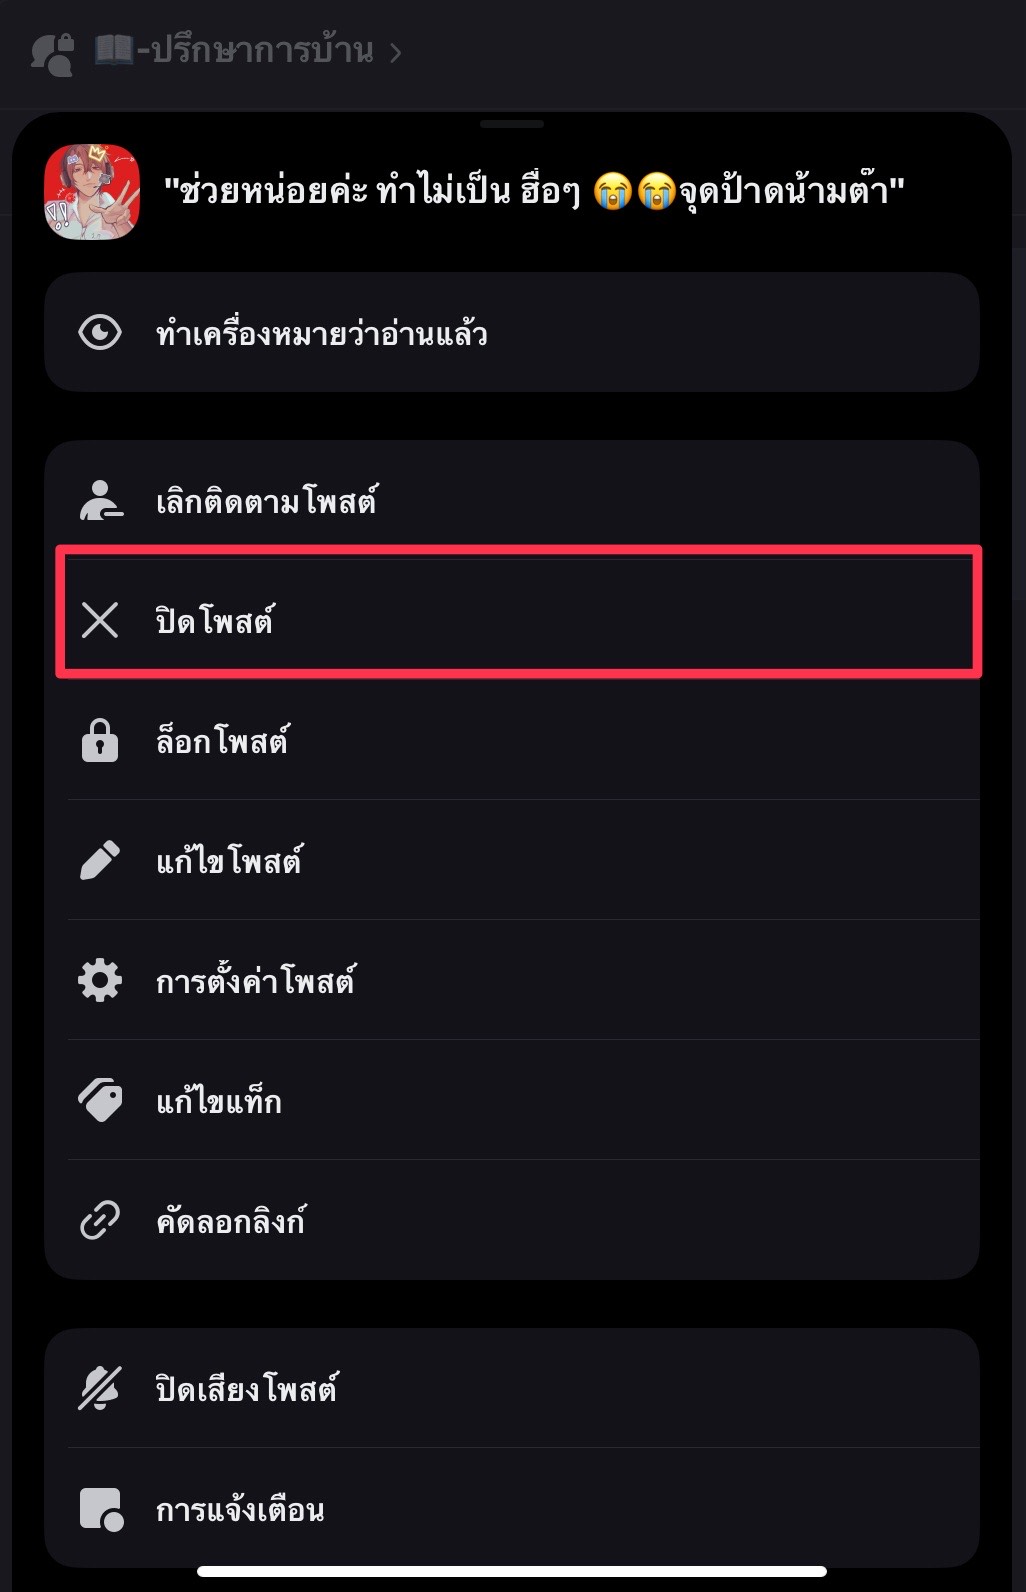 📖-ปรึกษาการบ้าน
"ช่วยหน่อยค่ะ ทำไม่เป็น ฮื่อๆ 😭😭จุดป้าดน้ามต๊า"
ทำเครื่องหมายว่าอ่านแล้ว
เลิกติดตามโพสต์
ปิดโพสต์
ล็อกโพสต์
แก้ไขโพสต์
การตั้งค่าโพสต์
แก้ไขแท็ก
คัดลอกลิงก์
ปิดเสียงโพสต์
การแจ้งเตือน